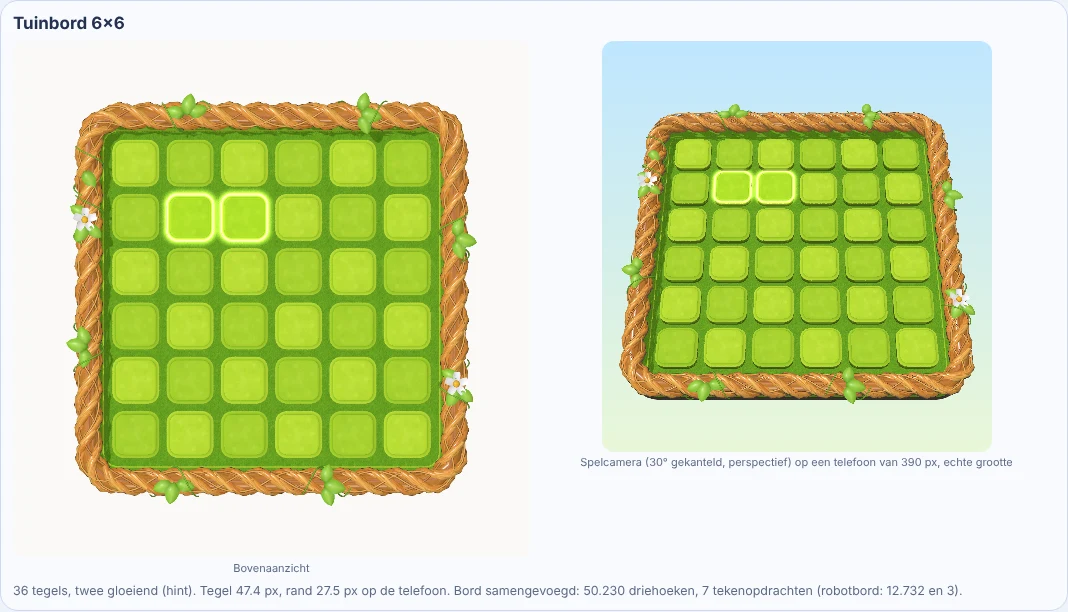 Tuinbord 6×6
Spelcamera (30° gekanteld, perspectief) op een telefoon van 390 px, echte grootte
Bovenaanzicht
36 tegels, twee gloeiend (hint). Tegel 47.4 px, rand 27.5 px op de telefoon. Bord samengevoegd: 50.230 driehoeken, 7 tekenopdrachten (robotbord: 12.732 en 3).